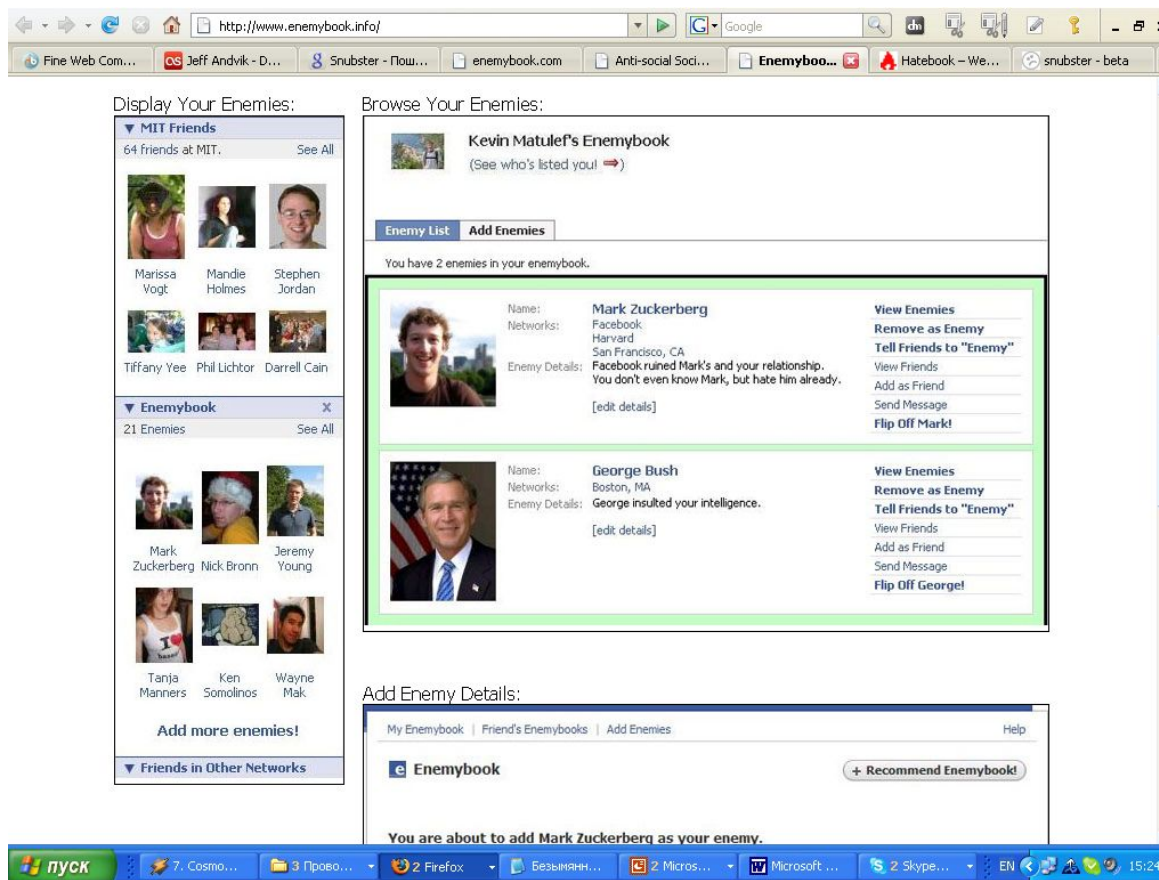 http://www.enemybook.info/
Google
Fine Web Com...
Jeff Andvik - D...
Snubster - Пош...
enemybook.com
Anti-social Soci...
Enemyboo...
Hatebook – We...
snubster - beta
Display Your Enemies:
MIT Friends
64 friends at MIT. See All
Marissa Vogt
Mandie Holmes
Stephen Jordan
Tiffany Yee
Phil Lichtor
Darrell Cain
Enemybook x
21 Enemies See All
Mark Zuckerberg
Nick Bronn
Jeremy Young
Tanja Manners
Ken Somolinos
Wayne Mak
Add more enemies!
Friends in Other Networks
Browse Your Enemies:
Kevin Matulef's Enemybook
(See who's listed you! ➡)
Enemy List
Add Enemies
You have 2 enemies in your enemybook.
Name: Mark Zuckerberg
Networks: Facebook
Harvard
San Francisco, CA
Enemy Details: Facebook ruined Mark's and your relationship.
You don't even know Mark, but hate him already.
[edit details]
View Enemies
Remove as Enemy
Tell Friends to "Enemy"
View Friends
Add as Friend
Send Message
Flip Off Mark!
Name: George Bush
Networks: Boston, MA
Enemy Details: George insulted your intelligence.
[edit details]
View Enemies
Remove as Enemy
Tell Friends to "Enemy"
View Friends
Add as Friend
Send Message
Flip Off George!
Add Enemy Details:
My Enemybook | Friend's Enemybooks | Add Enemies Help
e Enemybook
+ Recommend Enemybook!
You are about to add Mark Zuckerberg as your enemy.
пуск
7. Cosmo...
3 Прово...
2 Firefox
Безымянн...
2 Micros...
Microsoft ...
2 Skype...
EN
15:24